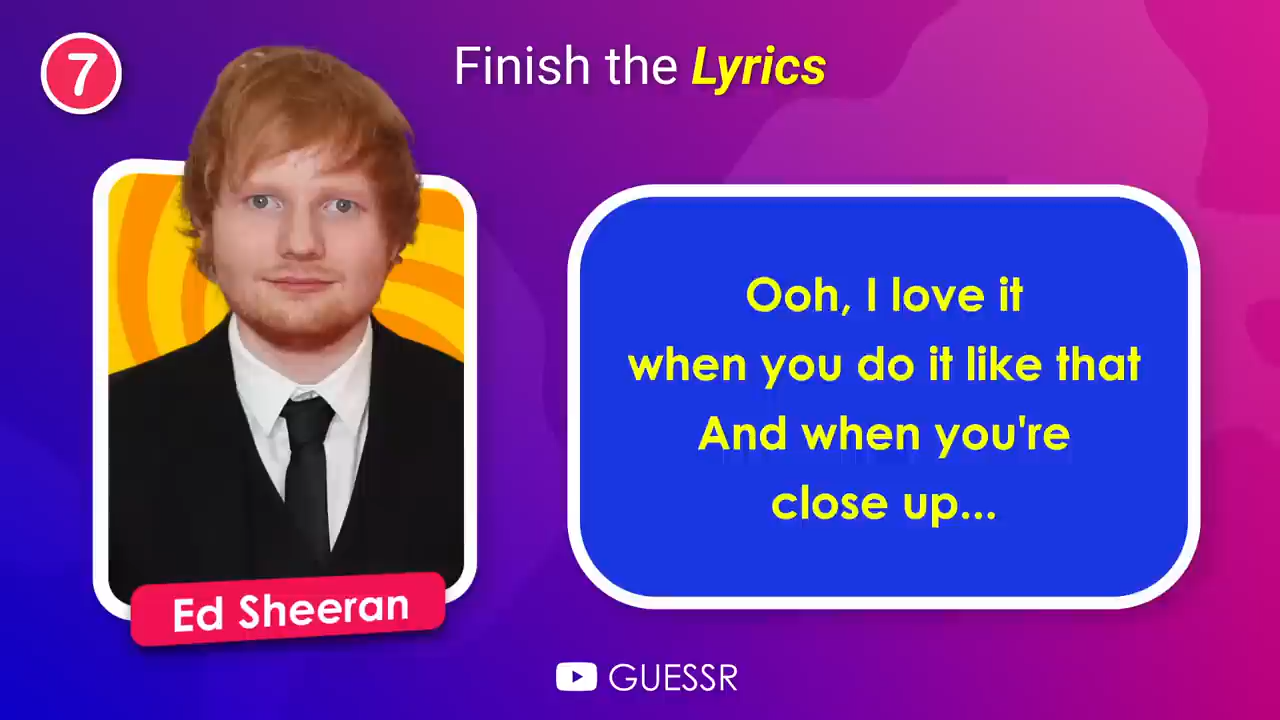 7
Finish the Lyrics
Ooh, I love it
when you do it like that
And when you're
close up...
Ed Sheeran
GUESSR